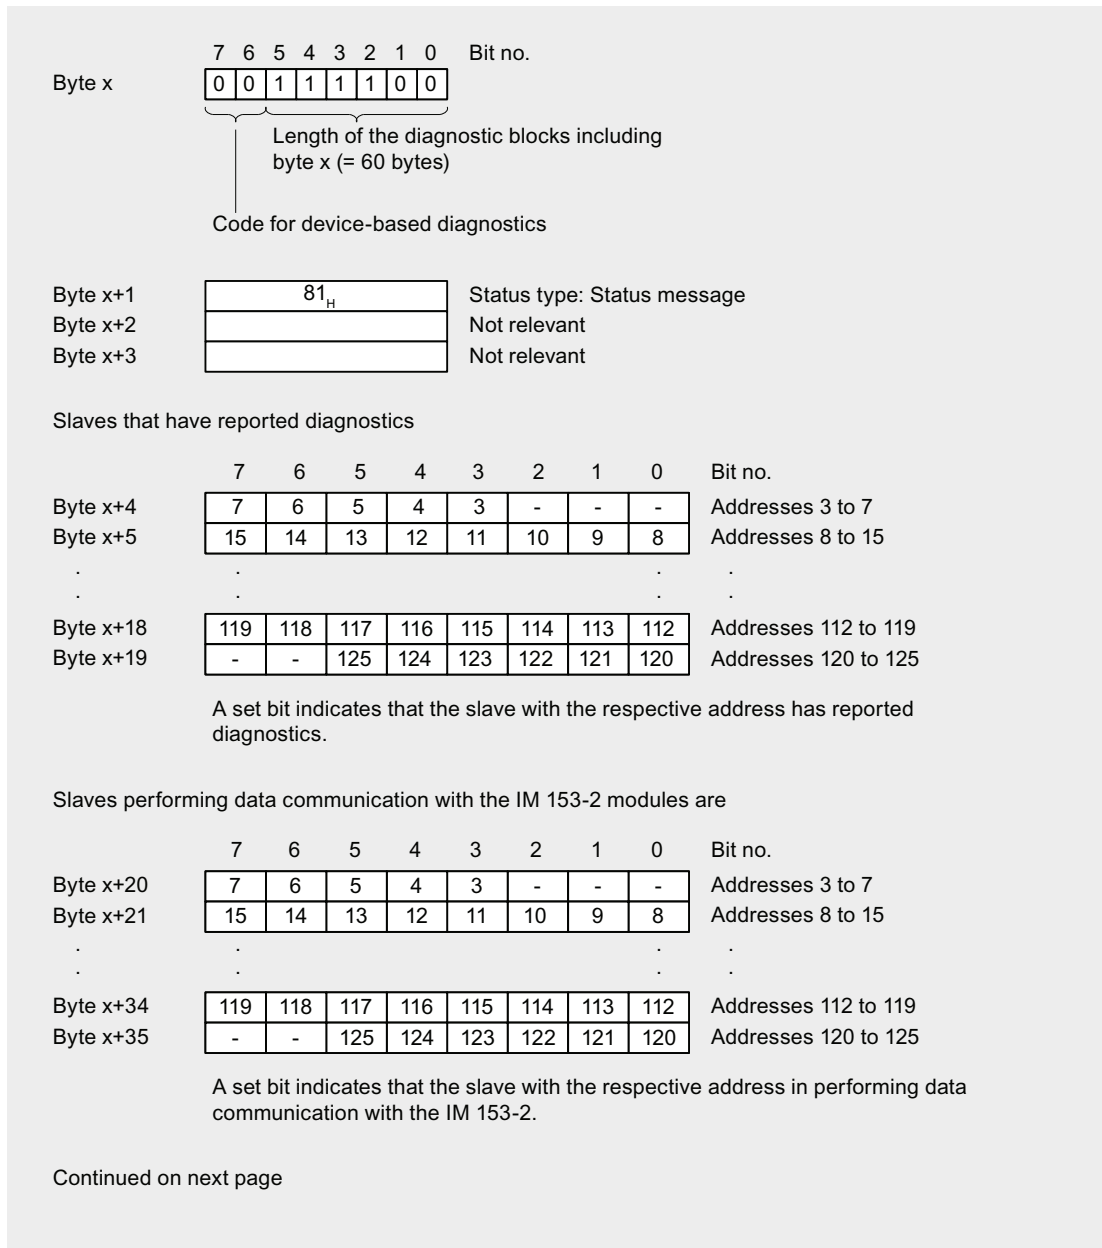 7 6 5 4 3 2 1 0 Bit no.
Byte x 0 0 1 1 1 1 0 0
Length of the diagnostic blocks including
byte x (= 60 bytes)
Code for device-based diagnostics
Byte x+1 81H Status type: Status message
Byte x+2 Not relevant
Byte x+3 Not relevant
Slaves that have reported diagnostics
7 6 5 4 3 2 1 0 Bit no.
Byte x+4 7 6 5 4 3 - - - Addresses 3 to 7
Byte x+5 15 14 13 12 11 10 9 8 Addresses 8 to 15
. . . .
. . . .
Byte x+18 119 118 117 116 115 114 113 112 Addresses 112 to 119
Byte x+19 - - 125 124 123 122 121 120 Addresses 120 to 125
A set bit indicates that the slave with the respective address has reported
diagnostics.
Slaves performing data communication with the IM 153-2 modules are
7 6 5 4 3 2 1 0 Bit no.
Byte x+20 7 6 5 4 3 - - - Addresses 3 to 7
Byte x+21 15 14 13 12 11 10 9 8 Addresses 8 to 15
. . . .
. . . .
Byte x+34 119 118 117 116 115 114 113 112 Addresses 112 to 119
Byte x+35 - - 125 124 123 122 121 120 Addresses 120 to 125
A set bit indicates that the slave with the respective address in performing data
communication with the IM 153-2.
Continued on next page